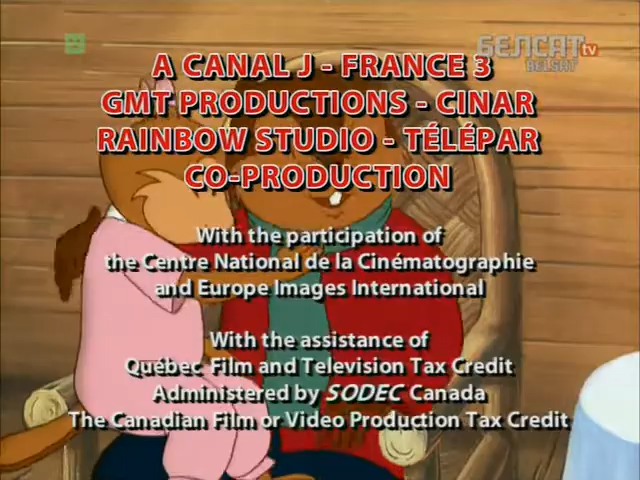 БЕЛСАТ tv
BELSAT
A CANAL J - FRANCE 3
GMT PRODUCTIONS - CINAR
RAINBOW STUDIO - TÉLÉPAR
CO-PRODUCTION
With the participation of
the Centre National de la Cinématographie
and Europe Images International
With the assistance of
Québec Film and Television Tax Credit
Administered by SODEC Canada
The Canadian Film or Video Production Tax Credit